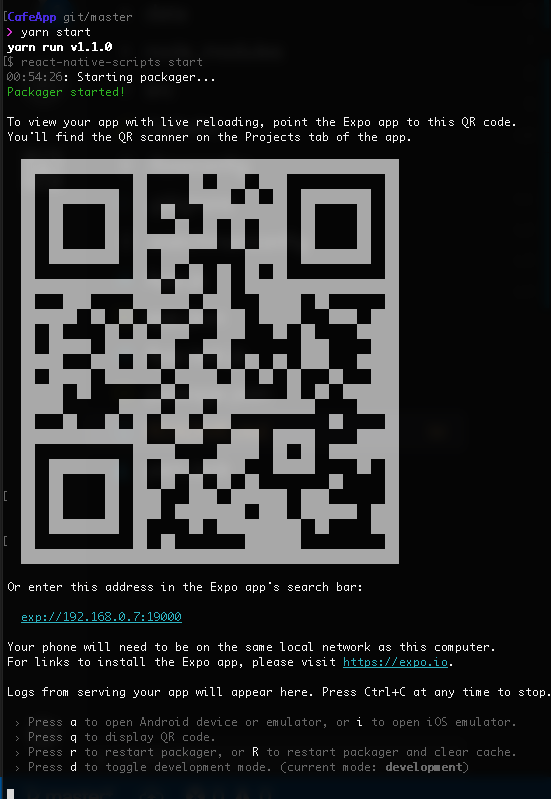 [CafeApp git/master
❯ yarn start
yarn run v1.1.0
[$ react-native-scripts start
00:54:26: Starting packager...
Packager started!
To view your app with live reloading, point the Expo app to this QR code.
You'll find the QR scanner on the Projects tab of the app.
[
[
Or enter this address in the Expo app's search bar:
exp://192.168.0.7:19000
Your phone will need to be on the same local network as this computer.
For links to install the Expo app, please visit https://expo.io.
Logs from serving your app will appear here. Press Ctrl+C at any time to stop.
› Press a to open Android device or emulator, or i to open iOS emulator.
› Press q to display QR code.
› Press r to restart packager, or R to restart packager and clear cache.
› Press d to toggle development mode. (current mode: development)